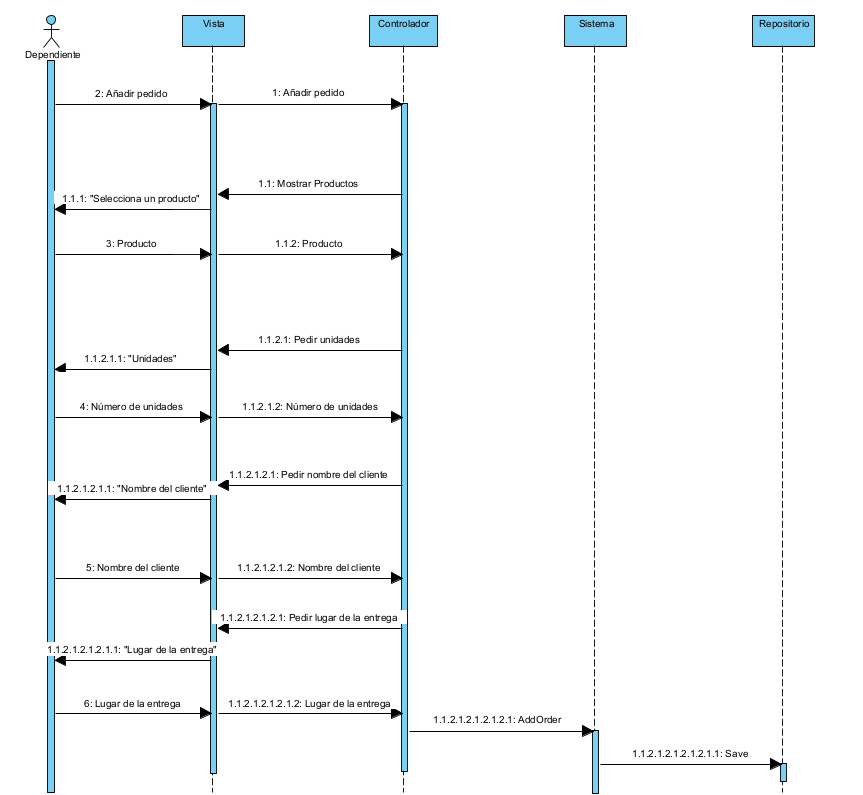 Dependiente
Vista
Controlador
Sistema
Repositorio
2: Añadir pedido
1: Añadir pedido
1.1: Mostrar Productos
1.1.1: "Selecciona un producto"
3: Producto
1.1.2: Producto
1.1.2.1: Pedir unidades
1.1.2.1.1: "Unidades"
4: Número de unidades
1.1.2.1.2: Número de unidades
1.1.2.1.2.1: Pedir nombre del cliente
1.1.2.1.2.1.1: "Nombre del cliente"
5: Nombre del cliente
1.1.2.1.2.1.2: Nombre del cliente
1.1.2.1.2.1.2.1: Pedir lugar de la entrega
1.1.2.1.2.1.2.1.1: "Lugar de la entrega"
6: Lugar de la entrega
1.1.2.1.2.1.2.1.2: Lugar de la entrega
1.1.2.1.2.1.2.1.2.1: AddOrder
1.1.2.1.2.1.2.1.2.1.1: Save